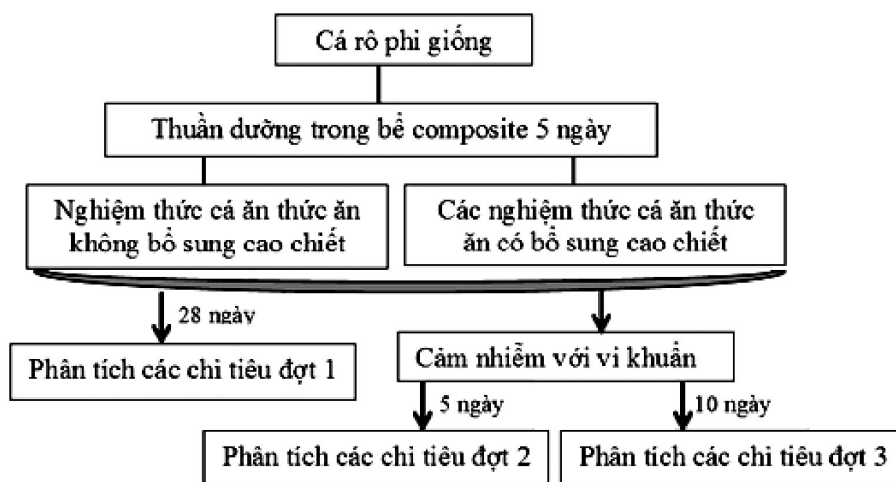 Cá rô phi giống
Thuần dưỡng trong bể composite 5 ngày
Nghiệm thức cá ăn thức ăn
không bổ sung cao chiết
Các nghiệm thức cá ăn thức
ăn có bổ sung cao chiết
28 ngày
Phân tích các chi tiêu đợt 1
Cảm nhiễm với vi khuẩn
5 ngày
10 ngày
Phân tích các chi tiêu đợt 2
Phân tích các chi tiêu đợt 3